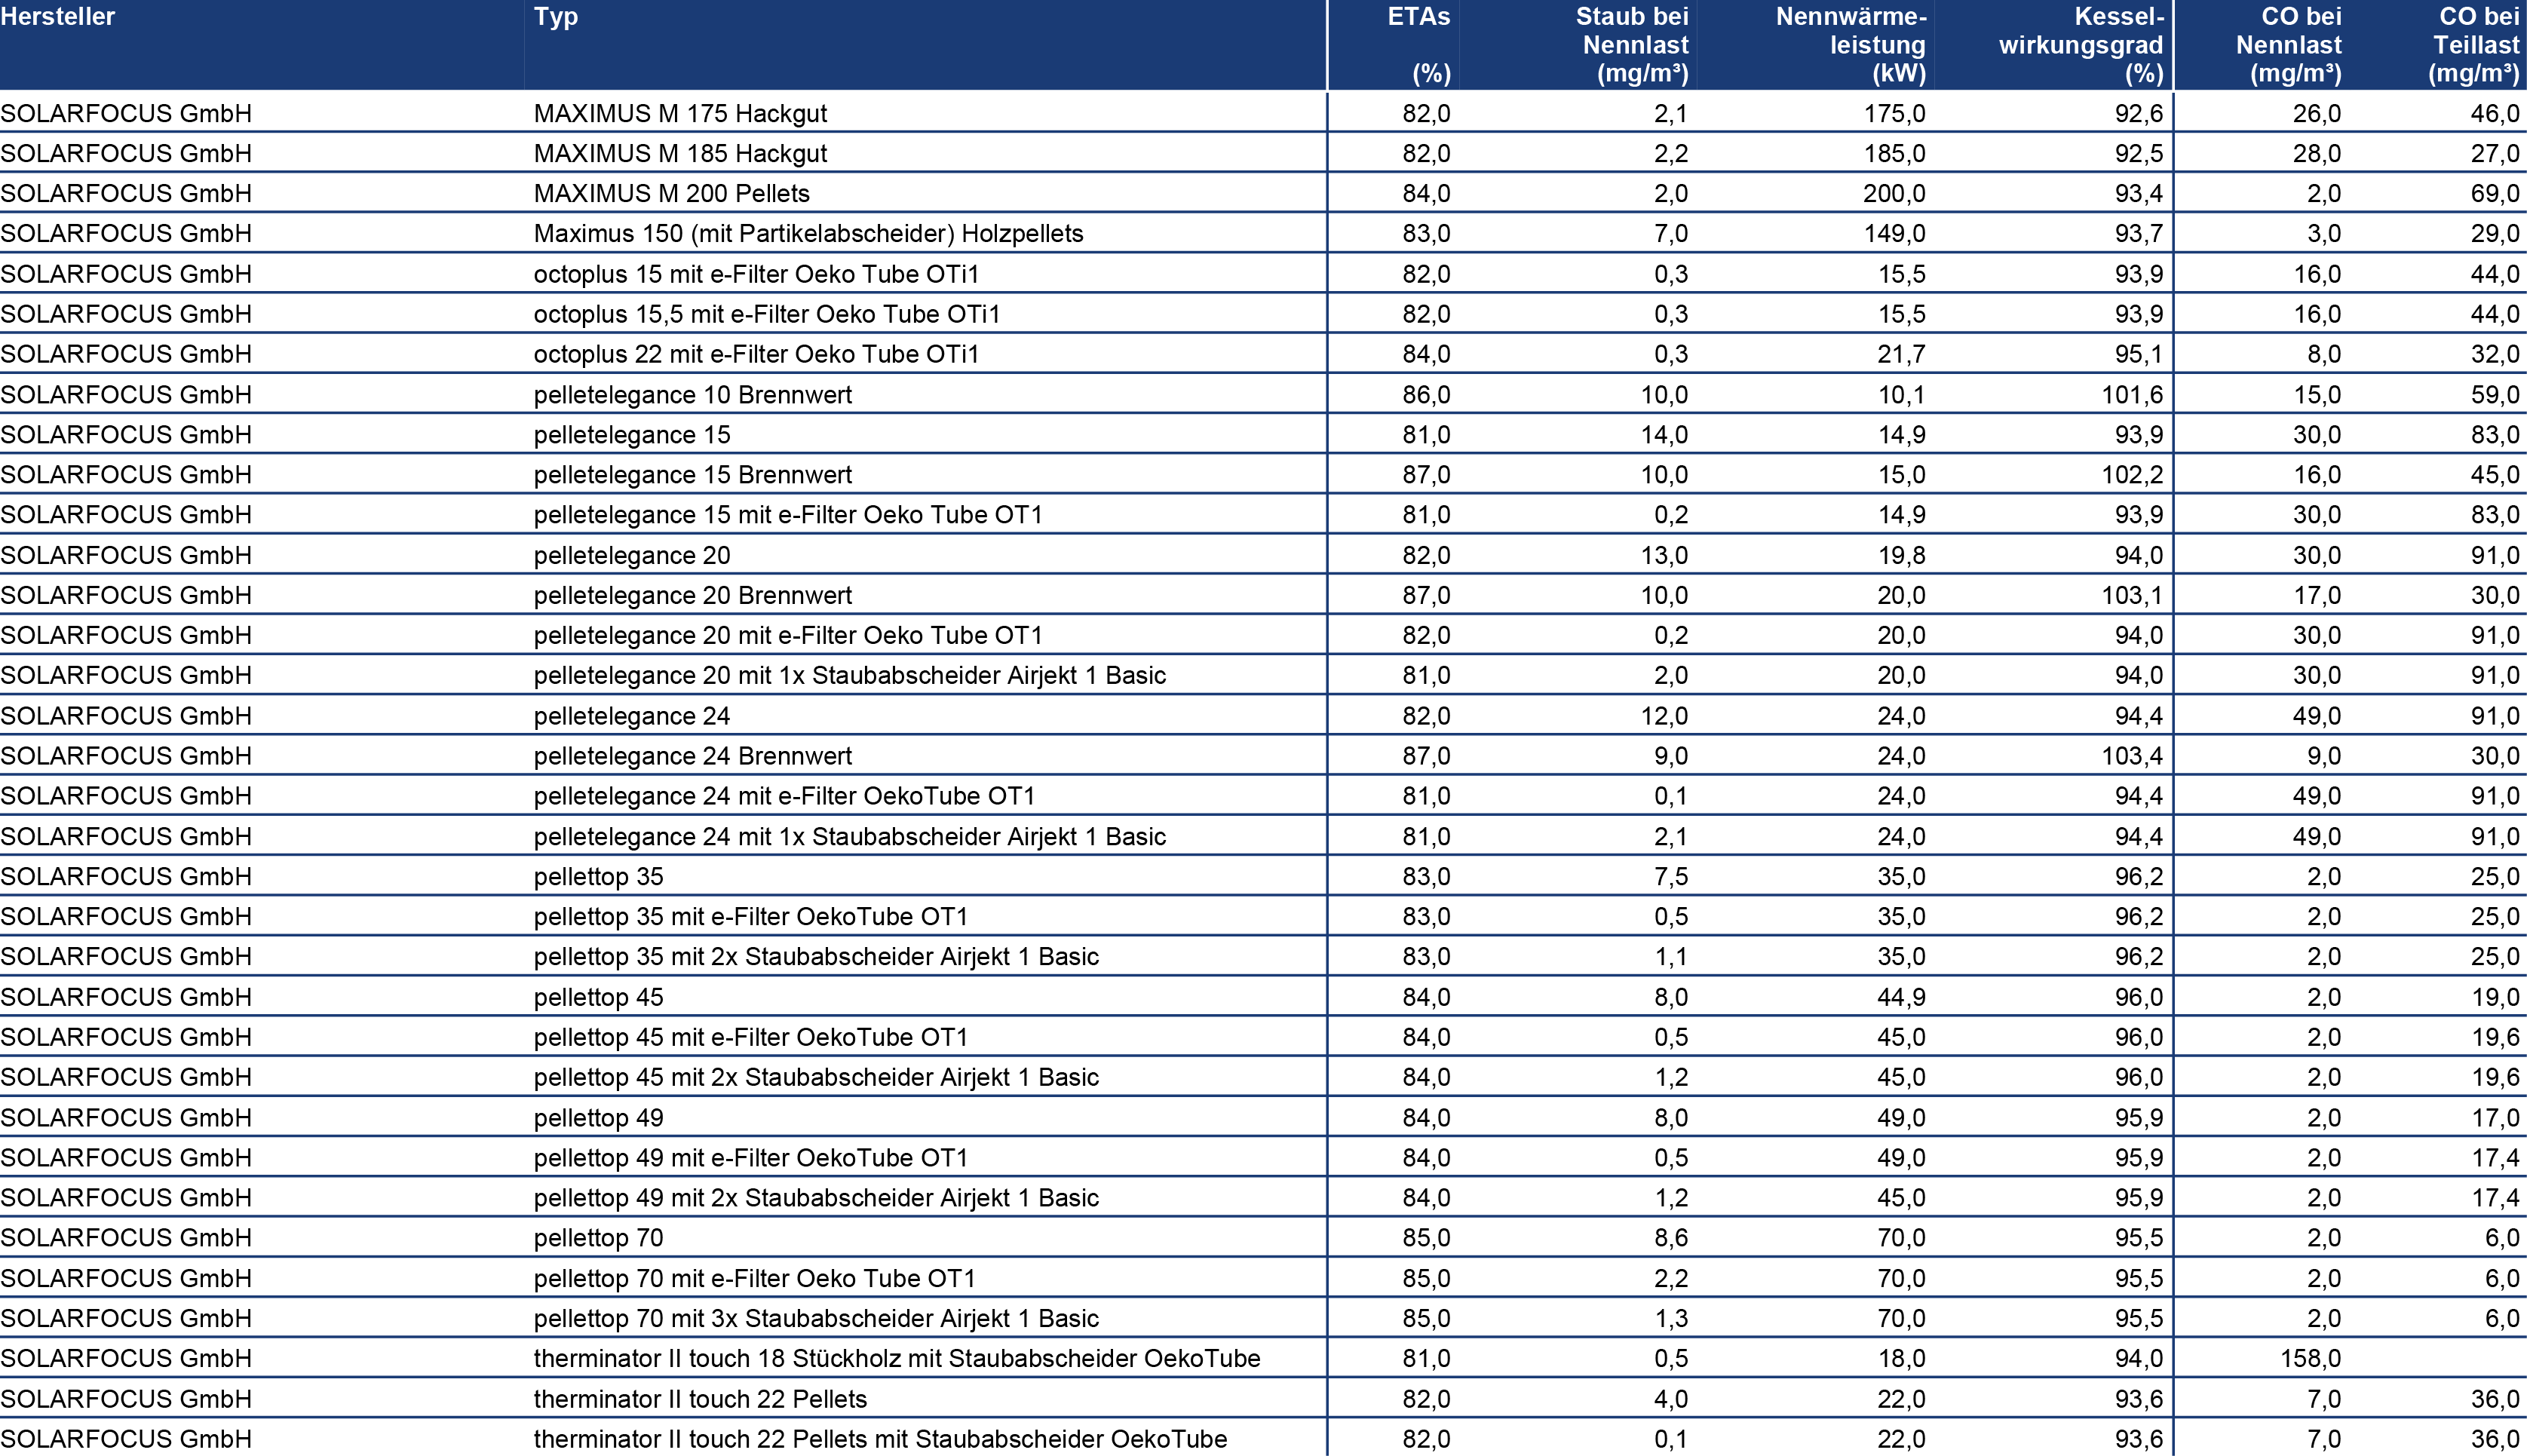 Hersteller Typ ETAs Staub bei Nennwärme- Kessel- CO bei CO bei
Nennlast leistung wirkungsgrad Nennlast Teillast
(%) (mg/m³) (kW) (%) (mg/m³) (mg/m³)
SOLARFOCUS GmbH MAXIMUS M 175 Hackgut 82,0 2,1 175,0 92,6 26,0 46,0
SOLARFOCUS GmbH MAXIMUS M 185 Hackgut 82,0 2,2 185,0 92,5 28,0 27,0
SOLARFOCUS GmbH MAXIMUS M 200 Pellets 84,0 2,0 200,0 93,4 2,0 69,0
SOLARFOCUS GmbH Maximus 150 (mit Partikelabscheider) Holzpellets 83,0 7,0 149,0 93,7 3,0 29,0
SOLARFOCUS GmbH octoplus 15 mit e-Filter Oeko Tube OTi1 82,0 0,3 15,5 93,9 16,0 44,0
SOLARFOCUS GmbH octoplus 15,5 mit e-Filter Oeko Tube OTi1 82,0 0,3 15,5 93,9 16,0 44,0
SOLARFOCUS GmbH octoplus 22 mit e-Filter Oeko Tube OTi1 84,0 0,3 21,7 95,1 8,0 32,0
SOLARFOCUS GmbH pelletelegance 10 Brennwert 86,0 10,0 10,1 101,6 15,0 59,0
SOLARFOCUS GmbH pelletelegance 15 81,0 14,0 14,9 93,9 30,0 83,0
SOLARFOCUS GmbH pelletelegance 15 Brennwert 87,0 10,0 15,0 102,2 16,0 45,0
SOLARFOCUS GmbH pelletelegance 15 mit e-Filter Oeko Tube OT1 81,0 0,2 14,9 93,9 30,0 83,0
SOLARFOCUS GmbH pelletelegance 20 82,0 13,0 19,8 94,0 30,0 91,0
SOLARFOCUS GmbH pelletelegance 20 Brennwert 87,0 10,0 20,0 103,1 17,0 30,0
SOLARFOCUS GmbH pelletelegance 20 mit e-Filter Oeko Tube OT1 82,0 0,2 20,0 94,0 30,0 91,0
SOLARFOCUS GmbH pelletelegance 20 mit 1x Staubabscheider Airjekt 1 Basic 81,0 2,0 20,0 94,0 30,0 91,0
SOLARFOCUS GmbH pelletelegance 24 82,0 12,0 24,0 94,4 49,0 91,0
SOLARFOCUS GmbH pelletelegance 24 Brennwert 87,0 9,0 24,0 103,4 9,0 30,0
SOLARFOCUS GmbH pelletelegance 24 mit e-Filter OekoTube OT1 81,0 0,1 24,0 94,4 49,0 91,0
SOLARFOCUS GmbH pelletelegance 24 mit 1x Staubabscheider Airjekt 1 Basic 81,0 2,1 24,0 94,4 49,0 91,0
SOLARFOCUS GmbH pellettop 35 83,0 7,5 35,0 96,2 2,0 25,0
SOLARFOCUS GmbH pellettop 35 mit e-Filter OekoTube OT1 83,0 0,5 35,0 96,2 2,0 25,0
SOLARFOCUS GmbH pellettop 35 mit 2x Staubabscheider Airjekt 1 Basic 83,0 1,1 35,0 96,2 2,0 25,0
SOLARFOCUS GmbH pellettop 45 84,0 8,0 44,9 96,0 2,0 19,0
SOLARFOCUS GmbH pellettop 45 mit e-Filter OekoTube OT1 84,0 0,5 45,0 96,0 2,0 19,6
SOLARFOCUS GmbH pellettop 45 mit 2x Staubabscheider Airjekt 1 Basic 84,0 1,2 45,0 96,0 2,0 19,6
SOLARFOCUS GmbH pellettop 49 84,0 8,0 49,0 95,9 2,0 17,0
SOLARFOCUS GmbH pellettop 49 mit e-Filter OekoTube OT1 84,0 0,5 49,0 95,9 2,0 17,4
SOLARFOCUS GmbH pellettop 49 mit 2x Staubabscheider Airjekt 1 Basic 84,0 1,2 45,0 95,9 2,0 17,4
SOLARFOCUS GmbH pellettop 70 85,0 8,6 70,0 95,5 2,0 6,0
SOLARFOCUS GmbH pellettop 70 mit e-Filter Oeko Tube OT1 85,0 2,2 70,0 95,5 2,0 6,0
SOLARFOCUS GmbH pellettop 70 mit 3x Staubabscheider Airjekt 1 Basic 85,0 1,3 70,0 95,5 2,0 6,0
SOLARFOCUS GmbH therminator II touch 18 Stückholz mit Staubabscheider OekoTube 81,0 0,5 18,0 94,0 158,0
SOLARFOCUS GmbH therminator II touch 22 Pellets 82,0 4,0 22,0 93,6 7,0 36,0
SOLARFOCUS GmbH therminator II touch 22 Pellets mit Staubabscheider OekoTube 82,0 0,1 22,0 93,6 7,0 36,0